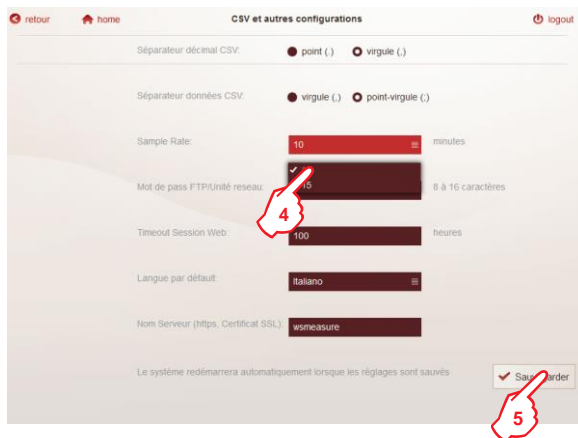 retour home CSV et autres configurations logout
Séparateur décimal CSV: point (.) virgule (,)
Séparateur données CSV: virgule (,) point-virgule (;)
Sample Rate: 10 minutes
15
Mot de pass FTP/Unité reseau: 8 à 16 caractères
4
Timeout Session Web: 100 heures
Langue par défault: Italiano
Nom Serveur (https, Certificat SSL): wsmeasure
Le système redémarrera automatiquement lorsque les réglages sont sauvés
5